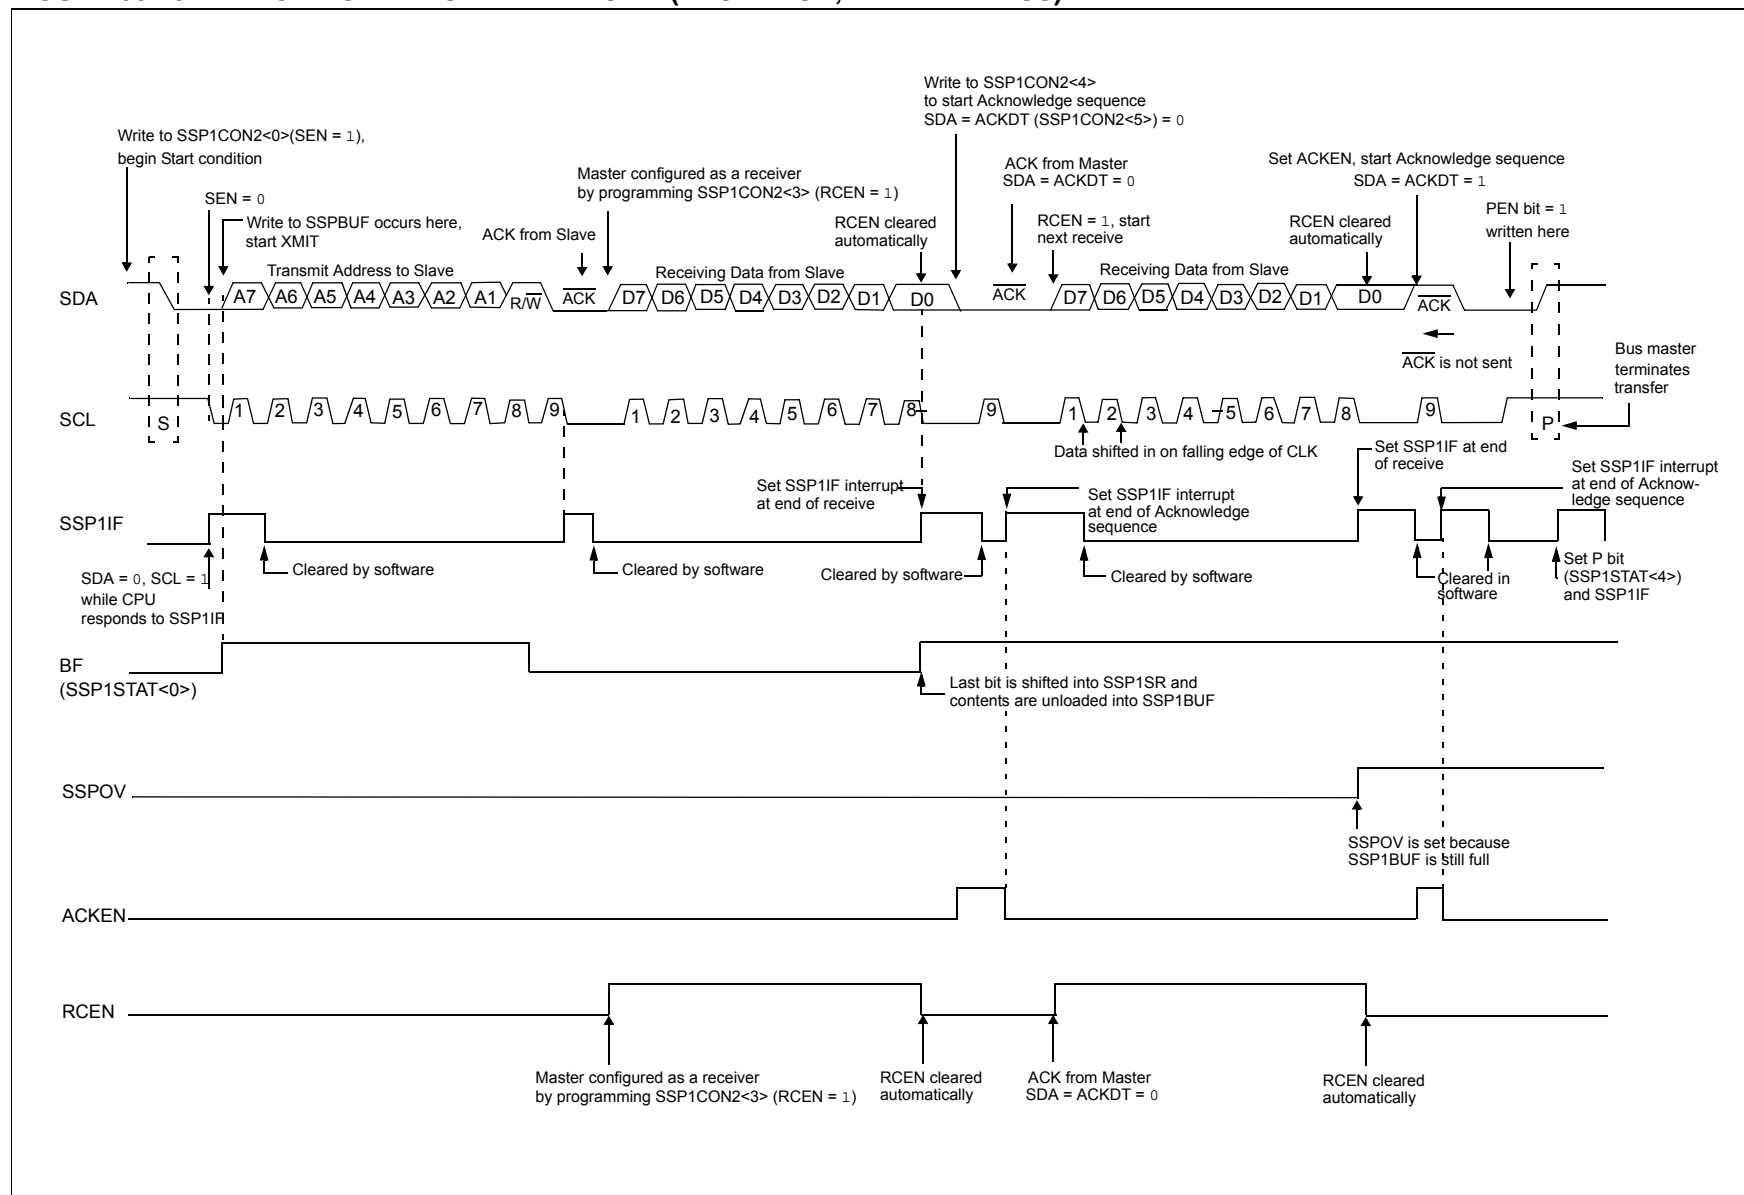 Write to SSP1CON2<4>
to start Acknowledge sequence
SDA = ACKDT (SSP1CON2<5>) = 0
Write to SSP1CON2<0>(SEN = 1),
begin Start condition
Master configured as a receiver
by programming SSP1CON2<3> (RCEN = 1)
ACK from Master
SDA = ACKDT = 0
Set ACKEN, start Acknowledge sequence
SDA = ACKDT = 1
SEN = 0
Write to SSPBUF occurs here,
start XMIT
ACK from Slave
RCEN cleared
automatically
RCEN = 1, start
next receive
RCEN cleared
automatically
PEN bit = 1
written here
Transmit Address to Slave
Receiving Data from Slave
Receiving Data from Slave
SDA
A7 A6 A5 A4 A3 A2 A1 R/W ACK D7 D6 D5 D4 D3 D2 D1 D0 ACK D7 D6 D5 D4 D3 D2 D1 D0 ACK
ACK is not sent
Bus master
terminates
transfer
SCL
S 1 2 3 4 5 6 7 8 9 1 2 3 4 5 6 7 8 9 1 2 3 4 5 6 7 8 9 P
Data shifted in on falling edge of CLK
Set SSP1IF at end
of receive
Set SSP1IF interrupt
at end of receive
Set SSP1IF interrupt
at end of Acknowledge
sequence
Set SSP1IF interrupt
at end of Acknow-
ledge sequence
SSP1IF
SDA = 0, SCL = 1
while CPU
responds to SSP1IF
Cleared by software
Cleared by software
Cleared by software
Cleared by software
Cleared in
software
Set P bit
(SSP1STAT<4>)
and SSP1IF
BF
(SSP1STAT<0>)
Last bit is shifted into SSP1SR and
contents are unloaded into SSP1BUF
SSPOV
SSPOV is set because
SSP1BUF is still full
ACKEN
RCEN
Master configured as a receiver
by programming SSP1CON2<3> (RCEN = 1)
RCEN cleared
automatically
ACK from Master
SDA = ACKDT = 0
RCEN cleared
automatically